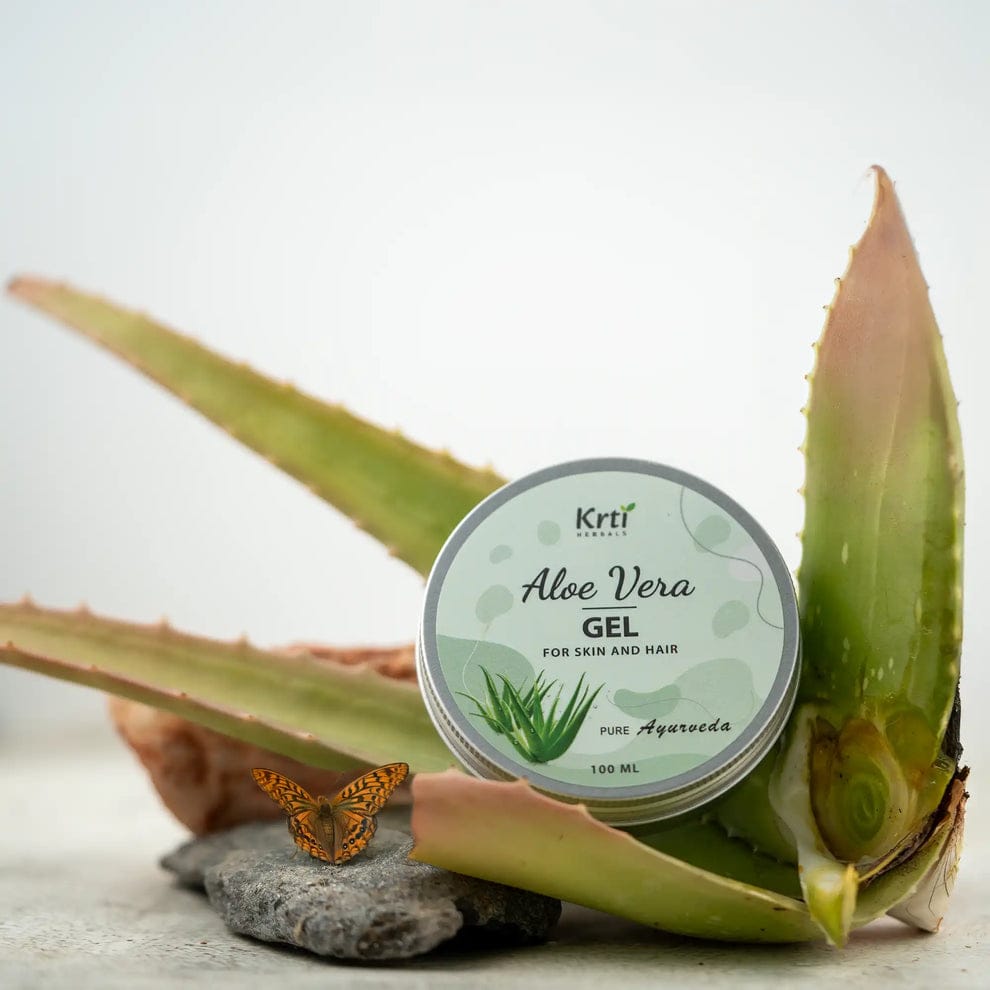 Krti
HERBALS
Aloe Vera
GEL
FOR SKIN AND HAIR
PURE Ayurveda
100 ML